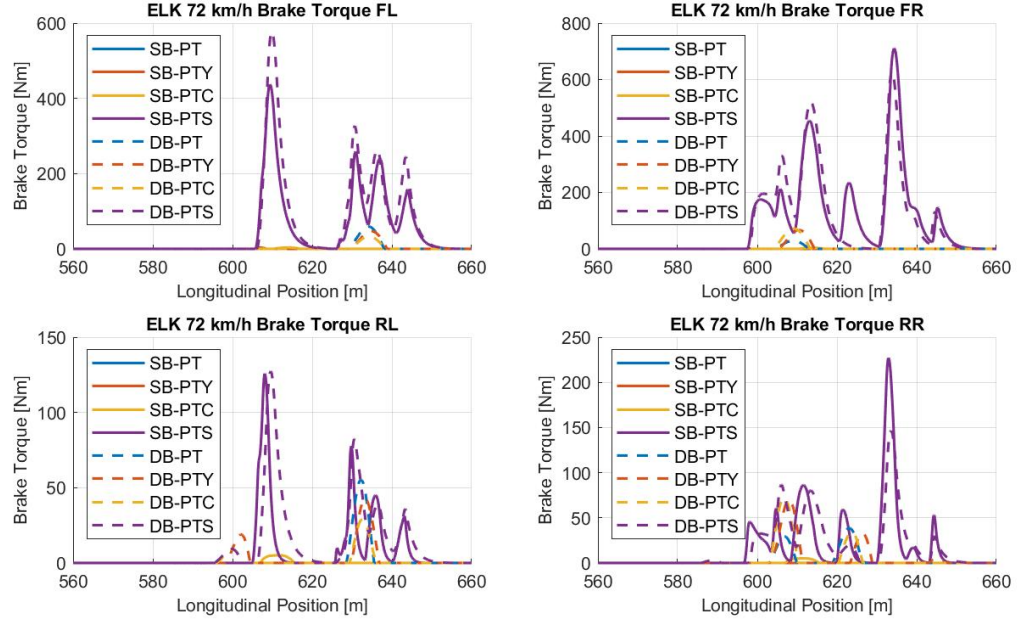 ELK 72 km/h Brake Torque FL
Brake Torque [Nm]
600
400
200
0
SB-PT
SB-PTY
SB-PTC
SB-PTS
DB-PT
DB-PTY
DB-PTC
DB-PTS
560 580 600 620 640 660
Longitudinal Position [m]
ELK 72 km/h Brake Torque FR
Brake Torque [Nm]
800
600
400
200
0
SB-PT
SB-PTY
SB-PTC
SB-PTS
DB-PT
DB-PTY
DB-PTC
DB-PTS
560 580 600 620 640 660
Longitudinal Position [m]
ELK 72 km/h Brake Torque RL
Brake Torque [Nm]
150
100
50
0
SB-PT
SB-PTY
SB-PTC
SB-PTS
DB-PT
DB-PTY
DB-PTC
DB-PTS
560 580 600 620 640 660
Longitudinal Position [m]
ELK 72 km/h Brake Torque RR
Brake Torque [Nm]
250
200
150
100
50
0
SB-PT
SB-PTY
SB-PTC
SB-PTS
DB-PT
DB-PTY
DB-PTC
DB-PTS
560 580 600 620 640 660
Longitudinal Position [m]